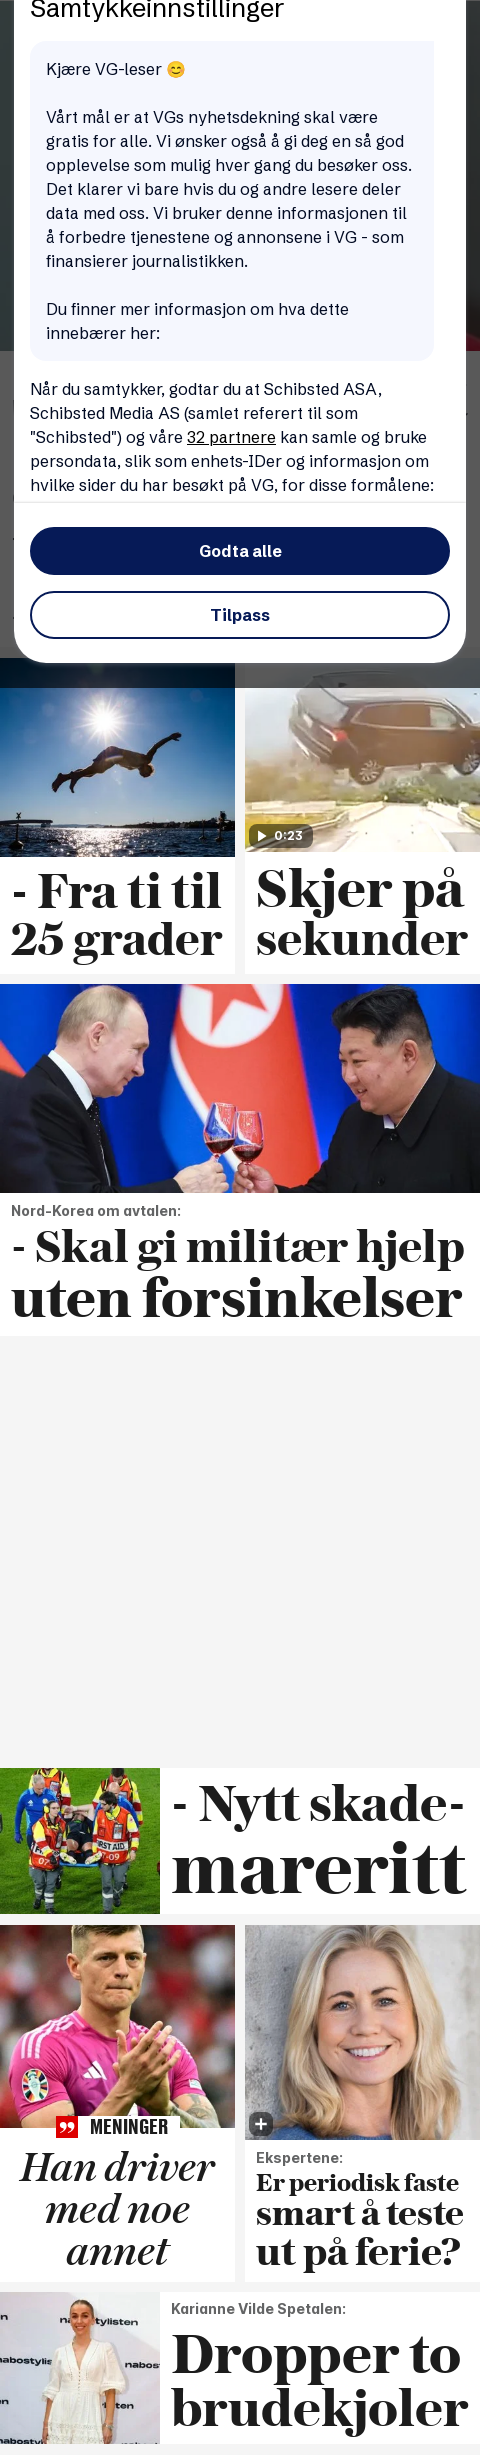 Samtykkeinnstillinger
Kjære VG-leser 😊
Vårt mål er at VGs nyhetsdekning skal være
gratis for alle. Vi ønsker også å gi deg en så god
opplevelse som mulig hver gang du besøker oss.
Det klarer vi bare hvis du og andre lesere deler
data med oss. Vi bruker denne informasjonen til
å forbedre tjenestene og annonsene i VG - som
finansierer journalistikken.
Du finner mer informasjon om hva dette
innebærer her:
Når du samtykker, godtar du at Schibsted ASA,
Schibsted Media AS (samlet referert til som
"Schibsted") og våre 32 partnere kan samle og bruke
persondata, slik som enhets-IDer og informasjon om
hvilke sider du har besøkt på VG, for disse formålene:
Godta alle
Tilpass
- Fra ti til
25 grader
0:23
Skjer på
sekunder
Nord-Korea om avtalen:
- Skal gi militær hjelp
uten forsinkelser
FIRST AID
07
T-09
- Nytt skade-
mareritt
MENINGER
Han driver
med noe
annet
Ekspertene:
Er periodisk faste
smart å teste
ut på ferie?
Karianne Vilde Spetalen:
Dropper to
brudekjoler